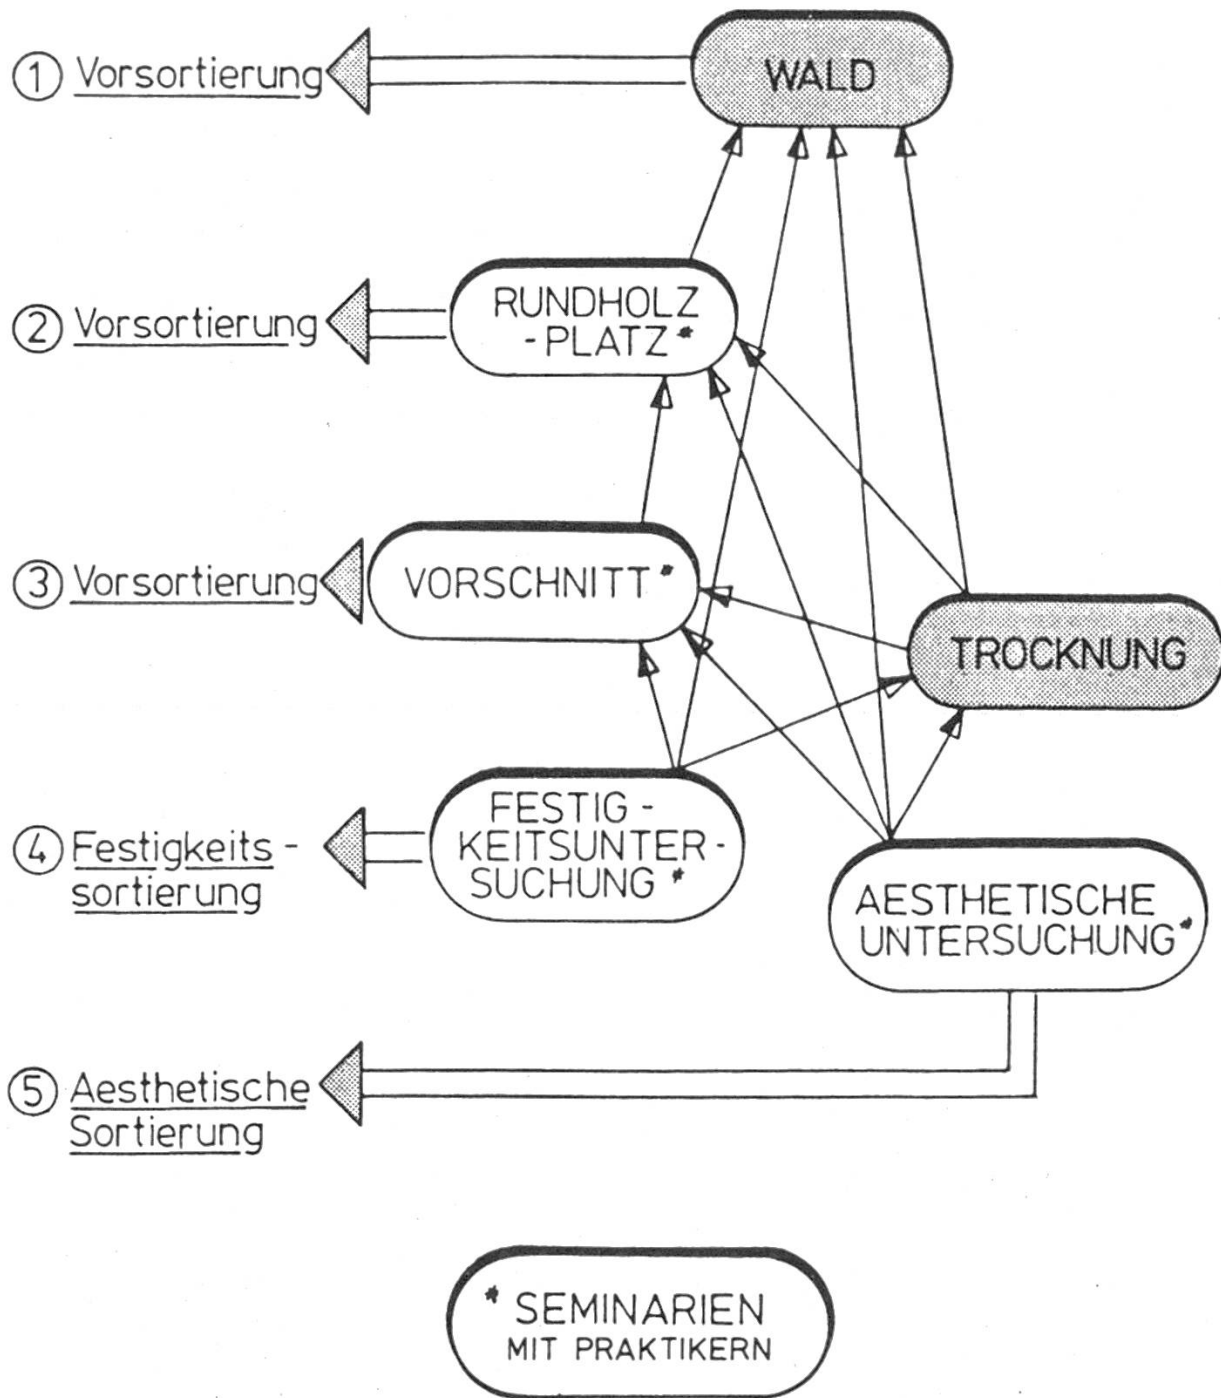 ① Vorsortierung
WALD
② Vorsortierung
RUNDHOLZ
-PLATZ*
③ Vorsortierung
VORSCHNITT*
TROCKNUNG
④ Festigkeits-
sortierung
FESTIG-
KEITSUNTER-
SUCHUNG*
AESTHETISCHE
UNTERSUCHUNG*
⑤ Aesthetische
Sortierung
* SEMINARIEN
MIT PRAKTIKERN